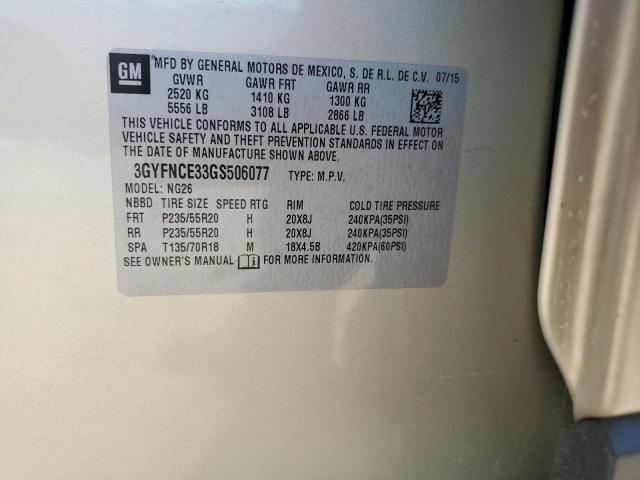 GM
MFD BY GENERAL MOTORS DE MEXICO, S. DE R.L. DE C.V. 07/15
GVWR GAWR FRT GAWR RR
2520 KG 1410 KG 1300 KG
5556 LB 3108 LB 2866 LB
THIS VEHICLE CONFORMS TO ALL APPLICABLE U.S. FEDERAL MOTOR
VEHICLE SAFETY AND THEFT PREVENTION STANDARDS IN EFFECT ON
THE DATE OF MANUFACTURE SHOWN ABOVE.
3GYFNCE33GS506077 TYPE: M.P.V.
MODEL: NG26
NBBD TIRE SIZE SPEED RTG RIM COLD TIRE PRESSURE
FRT P235/55R20 H 20X8J 240KPA(35PSI)
RR P235/55R20 H 20X8J 240KPA(35PSI)
SPA T135/70R18 M 18X4.5B 420KPA(60PSI)
SEE OWNER'S MANUAL FOR MORE INFORMATION.